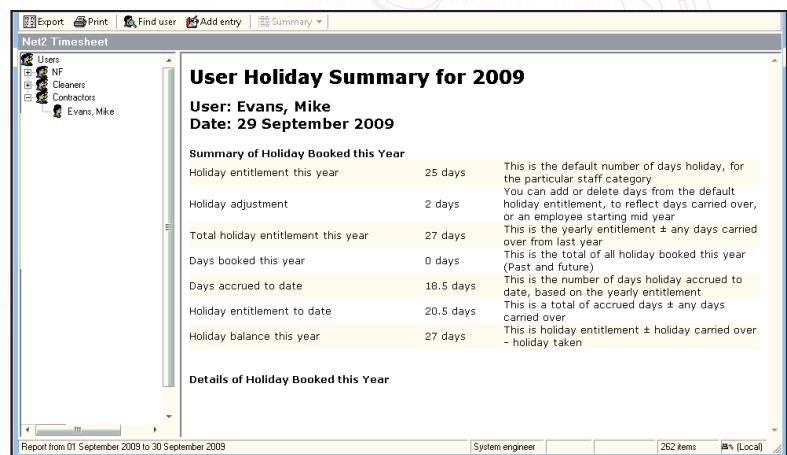 Export Print Find user Add entry Summary
Net2 Timesheet
Users
NF
Cleaners
Contractors
Evans, Mike
User Holiday Summary for 2009
User: Evans, Mike
Date: 29 September 2009
Summary of Holiday Booked this Year
Holiday entitlement this year 25 days This is the default number of days holiday, for
the particular staff category
Holiday adjustment 2 days You can add or delete days from the default
holiday entitlement, to reflect days carried over,
or an employee starting mid year
Total holiday entitlement this year 27 days This is the yearly entitlement ± any days carried
over from last year
Days booked this year 0 days This is the total of all holiday booked this year
(Past and future)
Days accrued to date 18.5 days This is the number of days holiday accrued to
date, based on the yearly entitlement
Holiday entitlement to date 20.5 days This is a total of accrued days ± any days
carried over
Holiday balance this year 27 days This is holiday entitlement ± holiday carried over
- holiday taken
Details of Holiday Booked this Year
Report from 01 September 2009 to 30 September 2009 System engineer 262 items (Local)